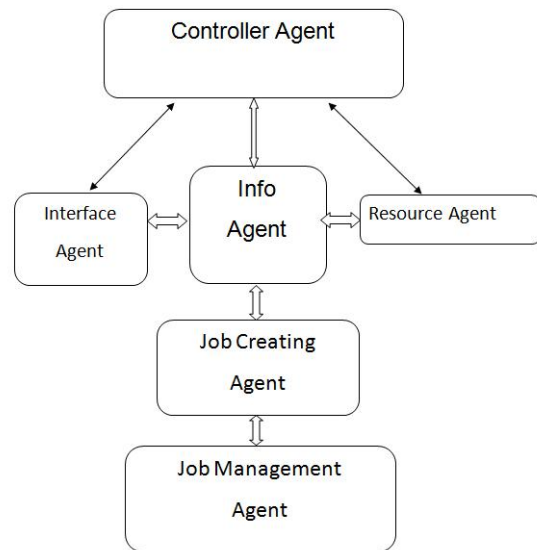 Controller Agent
Info
Agent
Interface
Agent
Resource Agent
Job Creating
Agent
Job Management
Agent